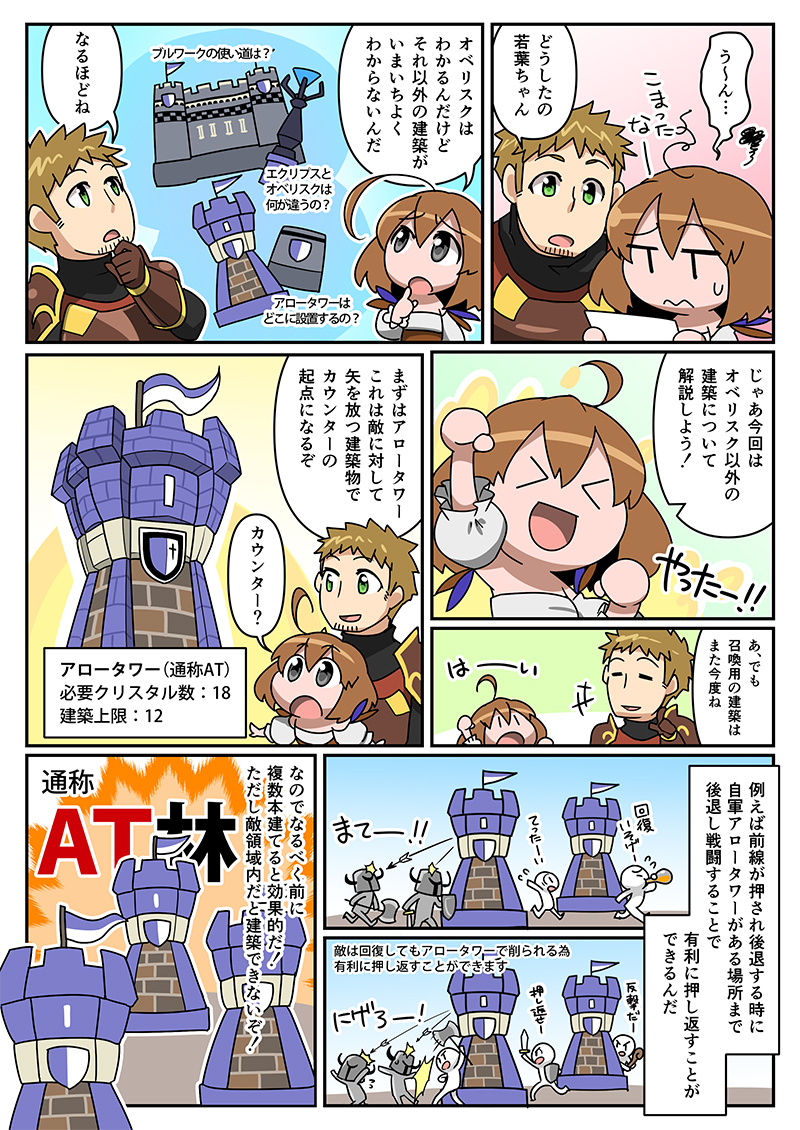 う～ん…
こまったなー
どうしたの
若葉ちゃん
オベリスクは
わかるんだけど
それ以外の建築が
いまいちよく
わからないんだ
ブルワークの使い道は？
エクリプスと
オベリスクは
何が違うの？
アロータワーは
どこに設置するの？
なるほどね
じゃあ今回は
オベリスク以外の
建築について
解説しよう！
やったー!!
あ、でも
召喚用の建築は
また今度ね
はーい
まずはアロータワー
これは敵に対して
矢を放つ建築物で
カウンターの
起点になるぞ
カウンター？
アロータワー（通称AT）
必要クリスタル数：18
建築上限：12
例えば前線が押され後退する時に
自軍アロータワーがある場所まで
後退し戦闘することで
有利に押し返すことが
できるんだ
回復
いそげー
てったーい
まてー!!
敵は回復してもアロータワーで削られる為
有利に押し返すことができます
反撃だー
押し返せー
にげろー!
なのでなるべく前に
複数本建てると効果的だ！
ただし敵領域内だと建築できないぞ！
通称
AT林